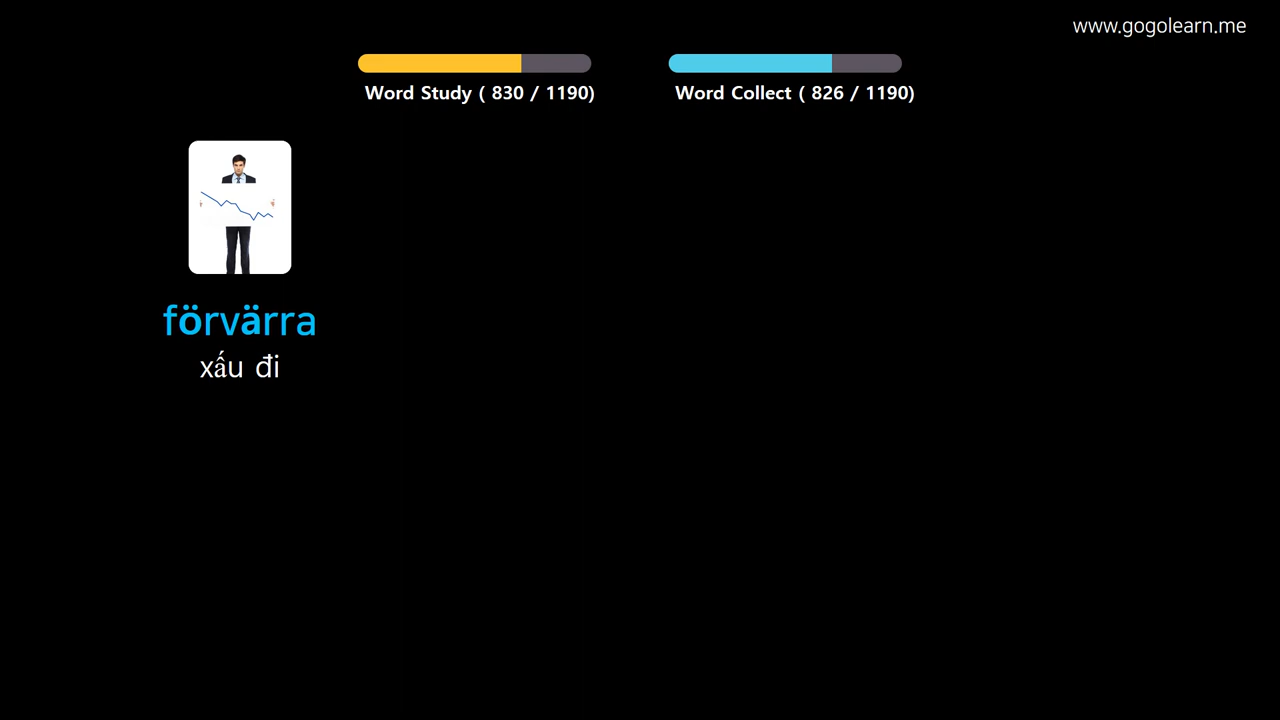 www.gogolearn.me
Word Study ( 830 / 1190)
Word Collect ( 826 / 1190)
förvärra
xấu đi